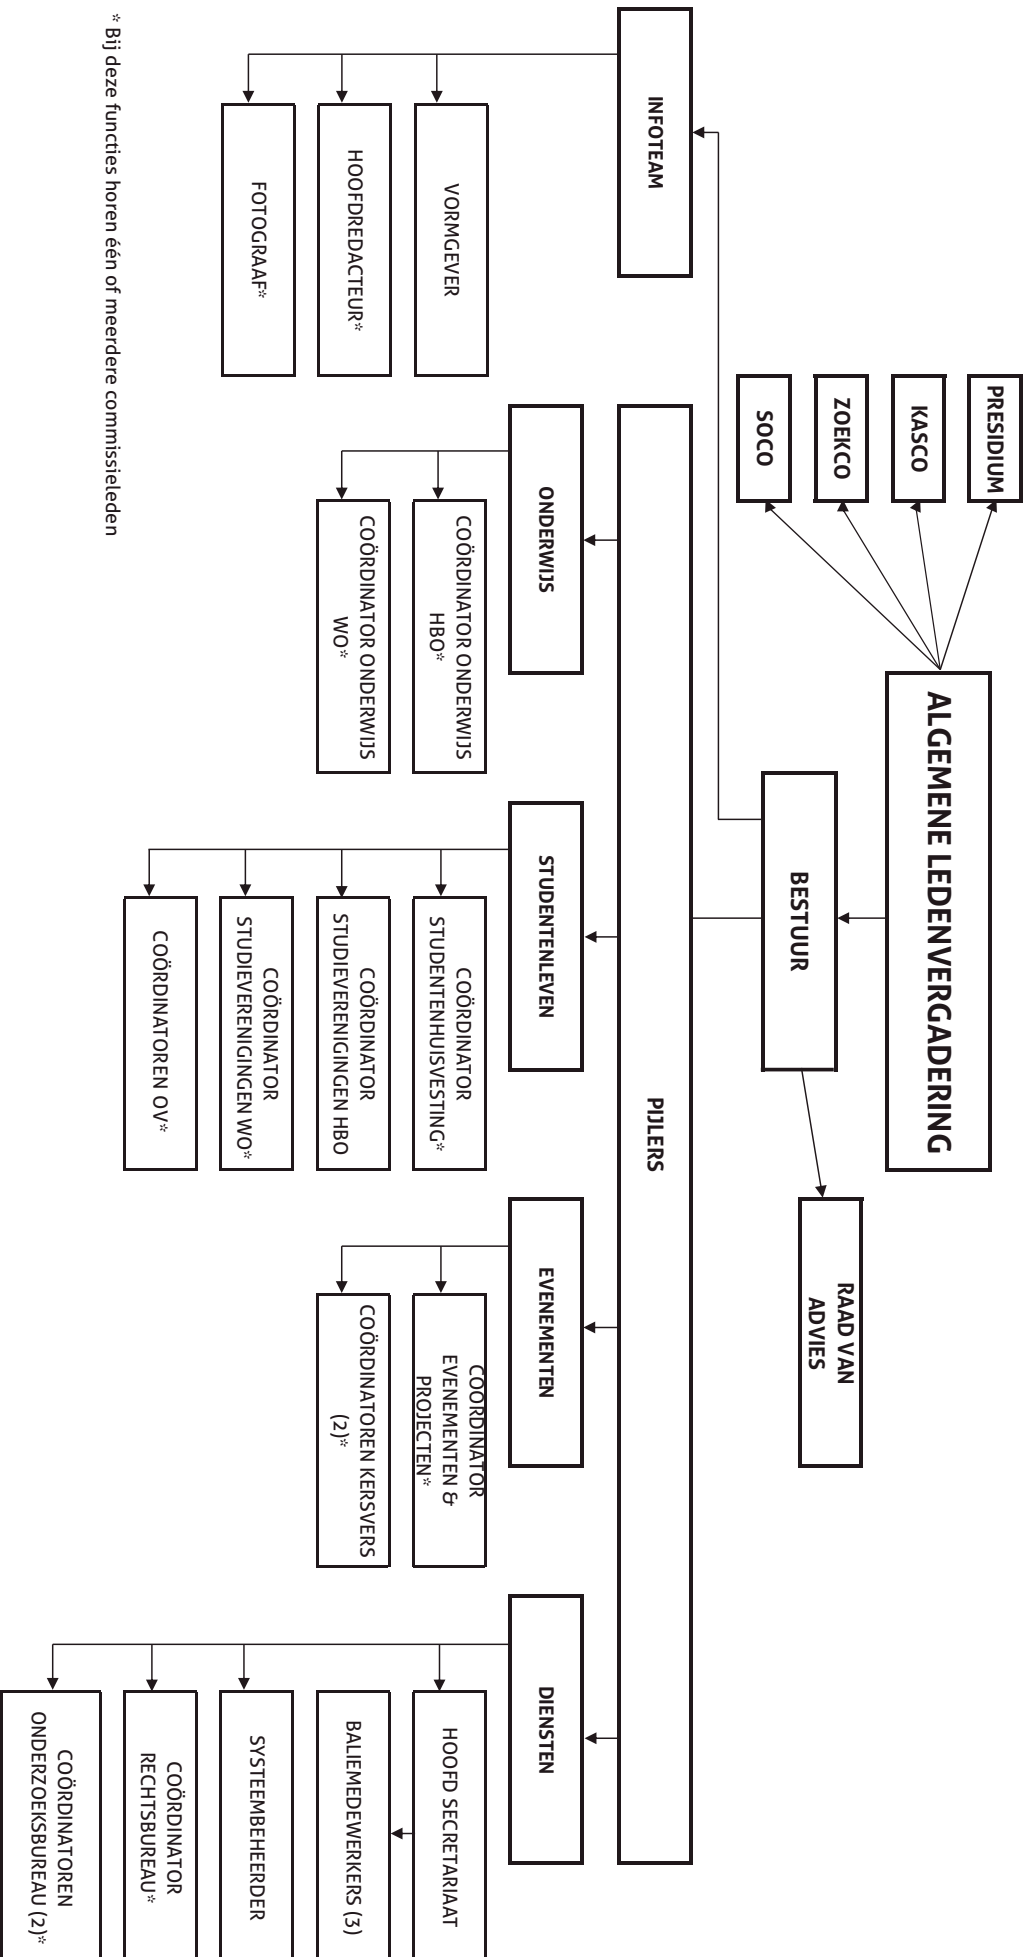 ALGEMENE LEDENVERGADERING
PRESIDIUM
KASCO
ZOEKCO
SOCO
BESTUUR
RAAD VAN
ADVIES
INFOTEAM
PIJLERS
VORMGEVER
HOOFDREDACTEUR*
FOTOGRAAF*
ONDERWIJS
COÖRDINATOR ONDERWIJS
HBO*
COÖRDINATOR ONDERWIJS
WO*
STUDENTENLEVEN
COÖRDINATOR
STUDENTENHUISVESTING*
COÖRDINATOR
STUDIEVERENIGINGEN HBO
COÖRDINATOR
STUDIEVERENIGINGEN WO*
COÖRDINATOREN OV*
EVENEMENTEN
COÖRDINATOR
EVENEMENTEN &
PROJECTEN*
COÖRDINATOREN KERSVERS
(2)*
DIENSTEN
HOOFD SECRETARIAAT
BALIEMEDEWERKERS (3)
SYSTEEMBEHEERDER
COÖRDINATOR
RECHTSBUREAU*
COÖRDINATOREN
ONDERZOEKSBUREAU (2)*
* Bij deze functies horen één of meerdere commissieleden